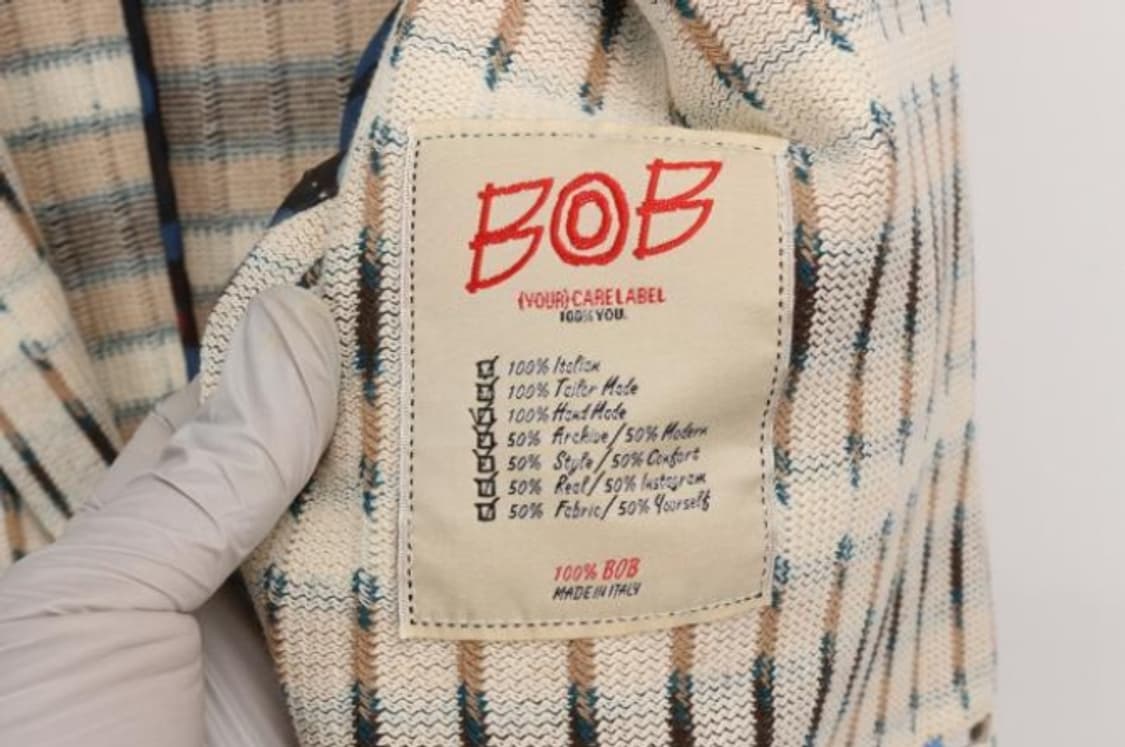 BOB
(YOUR) CARE LABEL
100% YOU.
100% Italian
100% Tailor Made
100% Hand Made
50% Archive / 50% Modern
50% Style / 50% Confort
50% Real / 50% Instagram
50% Fabric / 50% Yourself
100% BOB
MADE IN ITALY